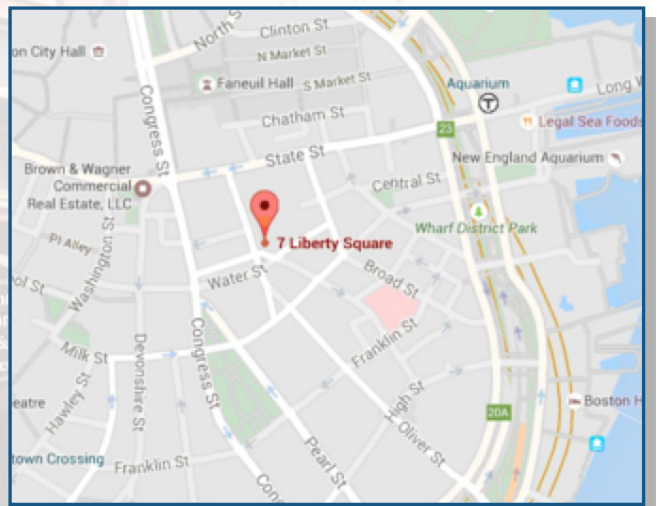 North S
Clinton St
on City Hall
N Market St
Faneuil Hall
S Market St
Aquarium
T
Long W
Congress St
Chatham St
23
Legal Sea Foods
State St
New England Aquarium
Brown & Wagner
Commercial
Real Estate, LLC
Central St
Wharf District Park
7 Liberty Square
Pi Alley
Washington St
Water St
Broad St
ol St
Milk St
Devonshire St
Congress St
Franklin St
Hawley St
High St
eatre
20A
Boston H
Oliver St
town Crossing
Franklin St
Pearl St
Con